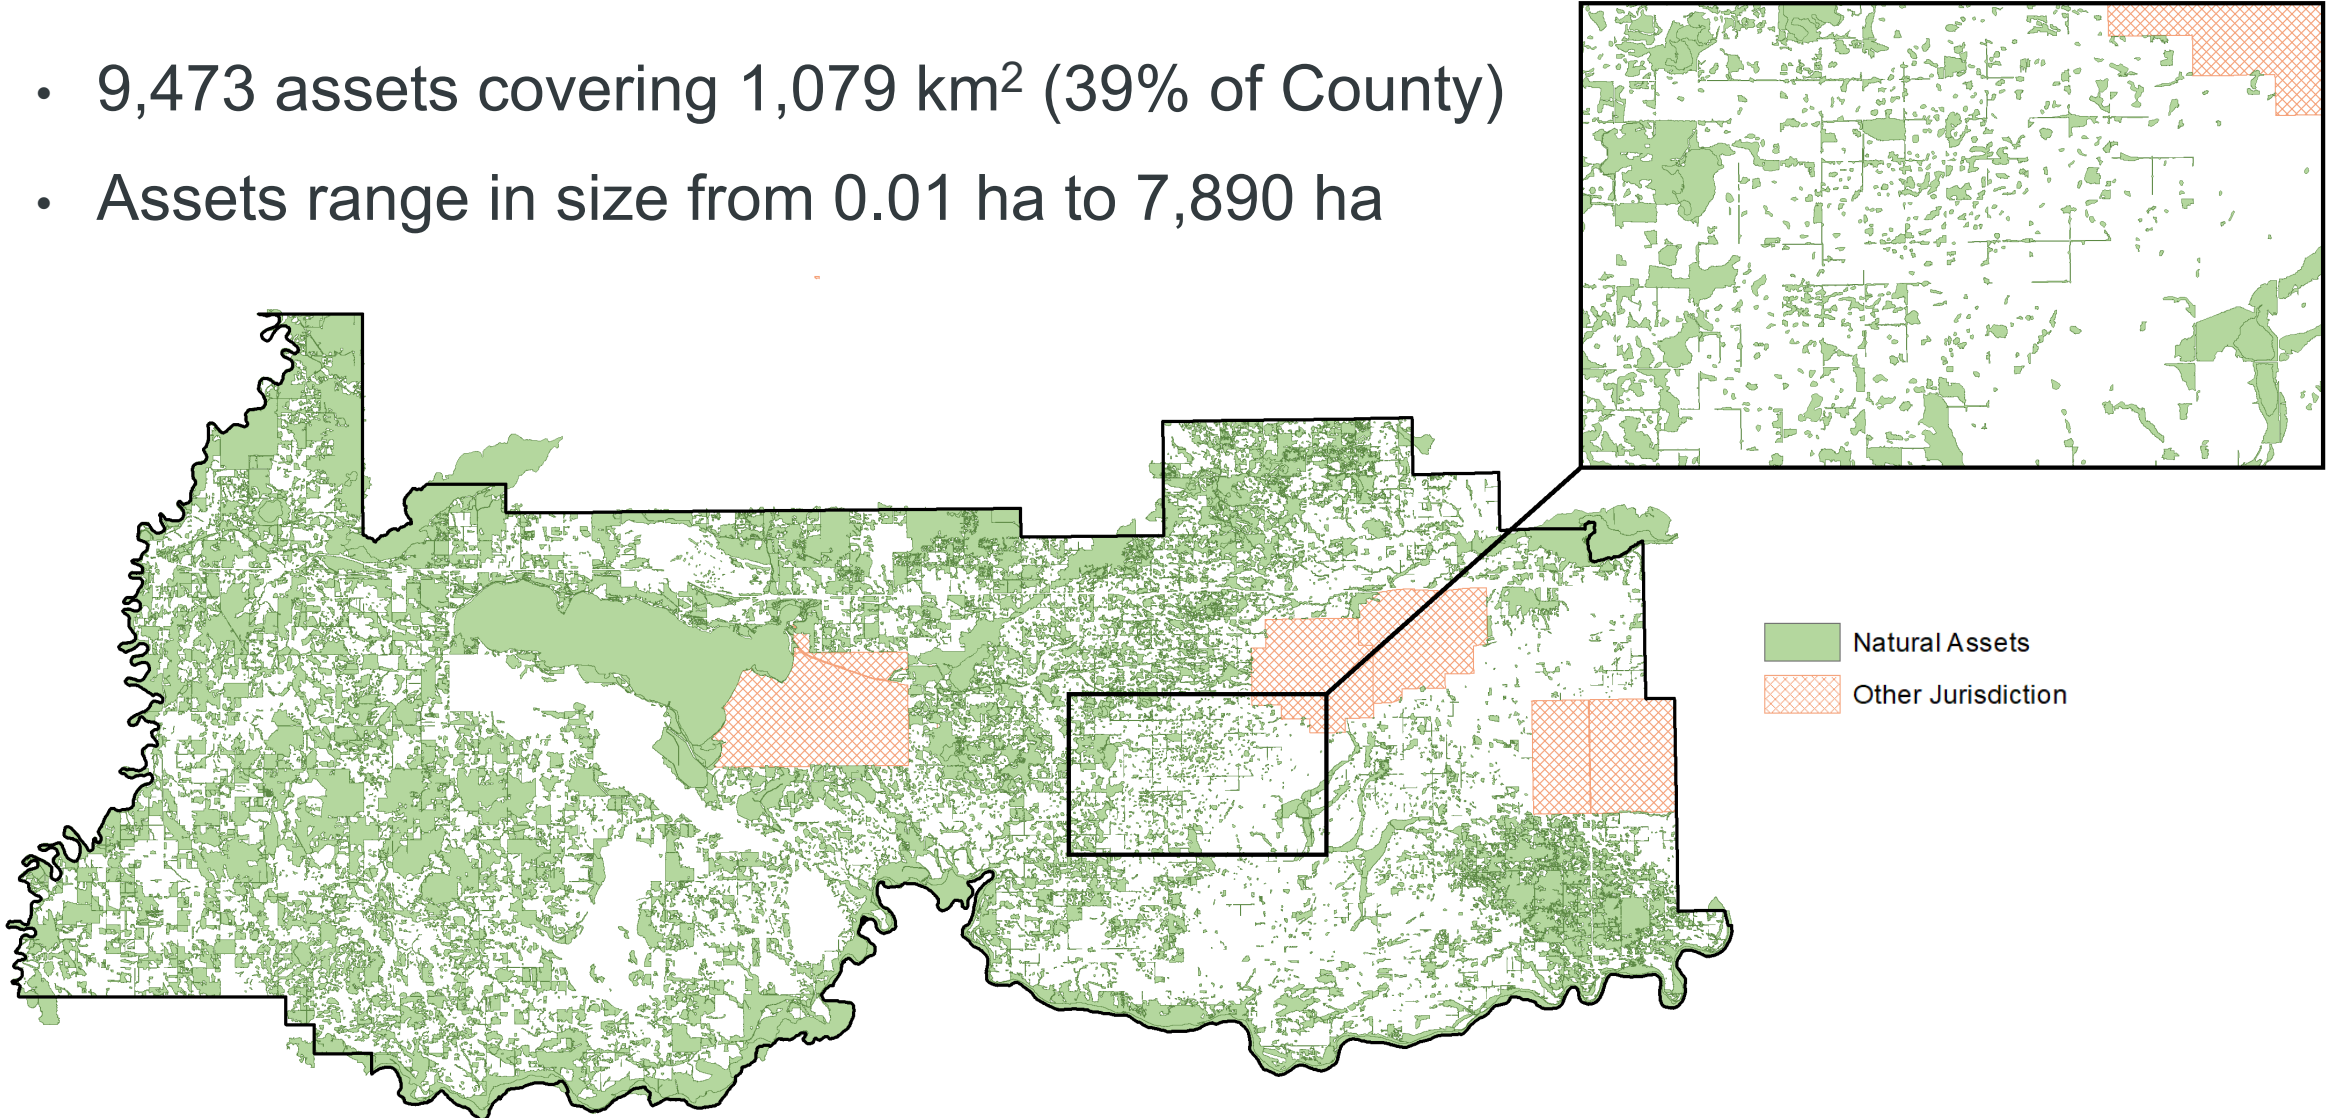 • 9,473 assets covering 1,079 km² (39% of County)
• Assets range in size from 0.01 ha to 7,890 ha
Natural Assets
Other Jurisdiction